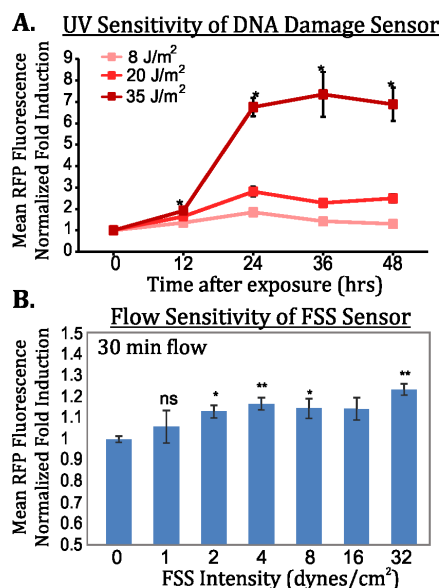 A. UV Sensitivity of DNA Damage Sensor
Mean RFP Fluorescence
Normalized Fold Induction
9
8
7
6
5
4
3
2
1
0
8 J/m²
20 J/m²
35 J/m²
*
*
*
*
0 12 24 36 48
Time after exposure (hrs)
B. Flow Sensitivity of FSS Sensor
Mean RFP Fluorescence
Normalized Fold Induction
1.5
1.4
1.3
1.2
1.1
1
0.9
0.8
0.7
0.6
0.5
30 min flow
ns * ** * **
0 1 2 4 8 16 32
FSS Intensity (dynes/cm²)